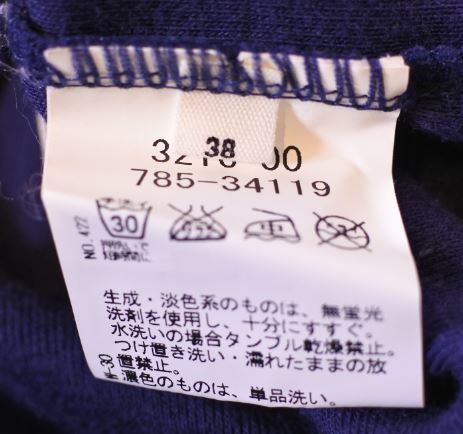 38
785-34119
30
NO.422
生成・淡色系のものは、無蛍光
洗剤を使用し、十分にすすぐ。
水洗いの場合タンブル乾燥禁止。
つけ置き洗い・濡れたままの放
置禁止。
濃色のものは、単品洗い。